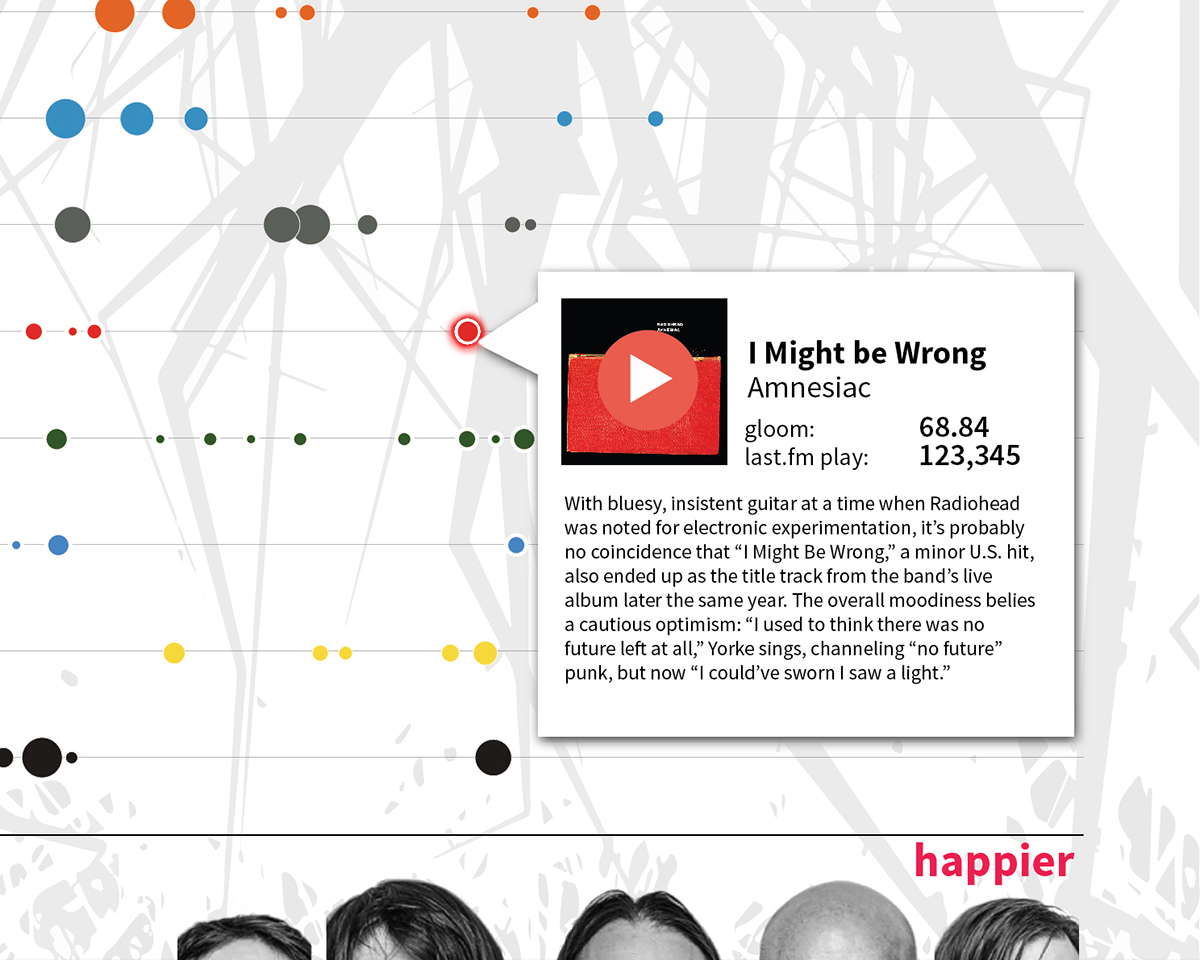 RADIOHEAD
AMNESIAC
I Might be Wrong
Amnesiac
gloom: 68.84
last.fm play: 123,345
With bluesy, insistent guitar at a time when Radiohead
was noted for electronic experimentation, it’s probably
no coincidence that “I Might Be Wrong,” a minor U.S. hit,
also ended up as the title track from the band’s live
album later the same year. The overall moodiness belies
a cautious optimism: “I used to think there was no
future left at all,” Yorke sings, channeling “no future”
punk, but now “I could’ve sworn I saw a light.”
happier